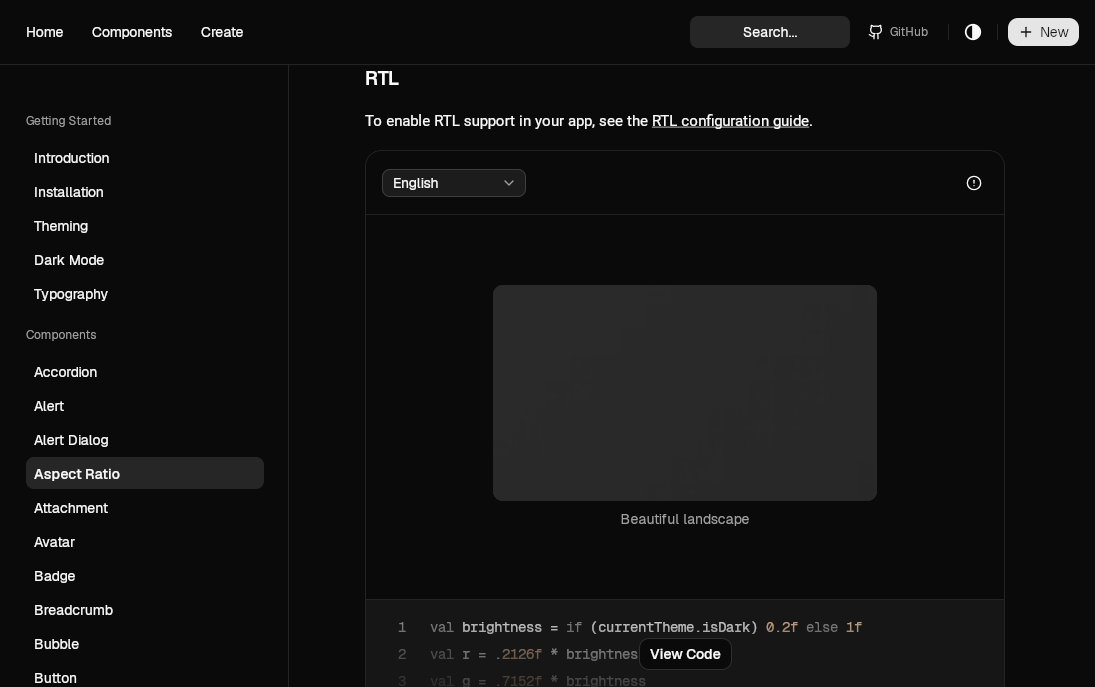 Home
Components
Create
Search...
GitHub
New
Getting Started
Introduction
Installation
Theming
Dark Mode
Typography
Components
Accordion
Alert
Alert Dialog
Aspect Ratio
Attachment
Avatar
Badge
Breadcrumb
Bubble
Button
RTL
To enable RTL support in your app, see the RTL configuration guide.
English
Beautiful landscape
1 val brightness = if (currentTheme.isDark) 0.2f else 1f
2 val r = .2126f * brightnes
View Code
3 val g = .7152f * brightness